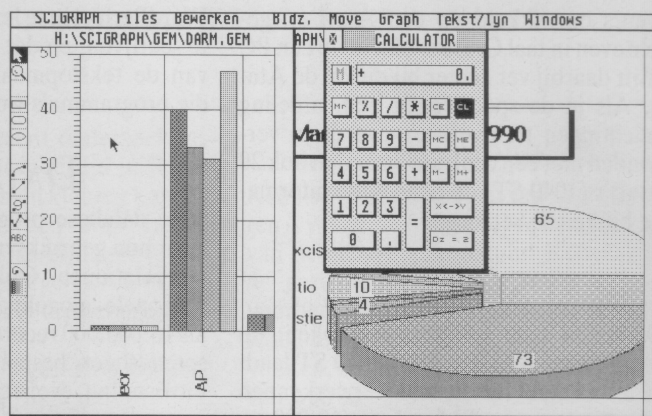 SCIGRAPH Files Bewerken Bldz. Move Graph Tekst/lyn Windows
H:\SCIGRAPH\GEM\DARM.GEM
APH\
CALCULATOR
M + 0,
Mr % / * CE CL
7 8 9 - MC ME
4 5 6 + M- M+
1 2 3 = X<->Y
0 , Dz = 2
50
40
30
20
10
0
ABC
AP
990
65
xcis
tio 10
4
stie
73